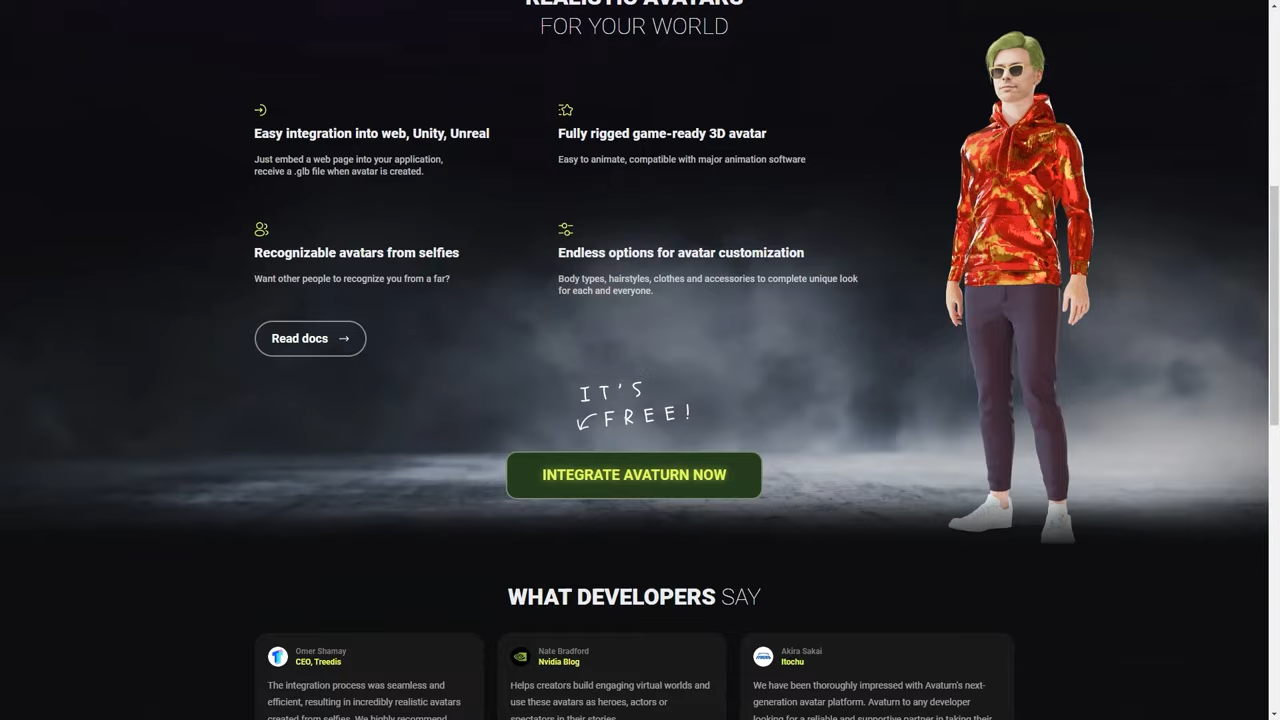 REALISTIC AVATARS
FOR YOUR WORLD
Easy integration into web, Unity, Unreal
Just embed a web page into your application,
receive a .glb file when avatar is created.
Fully rigged game-ready 3D avatar
Easy to animate, compatible with major animation software
Recognizable avatars from selfies
Want other people to recognize you from a far?
Endless options for avatar customization
Body types, hairstyles, clothes and accessories to complete unique look
for each and everyone.
Read docs →
IT'S
FREE!
INTEGRATE AVATURN NOW
WHAT DEVELOPERS SAY
Omer Shamay
CEO, Treedis
The integration process was seamless and
efficient, resulting in incredibly realistic avatars
created from selfies. We highly recommend
Nate Bradford
Nvidia Blog
Helps creators build engaging virtual worlds and
use these avatars as heroes, actors or
spectators in their stories.
Akira Sakai
Itochu
We have been thoroughly impressed with Avaturn's next-
generation avatar platform. Avaturn to any developer
looking for a reliable and supportive partner in taking their